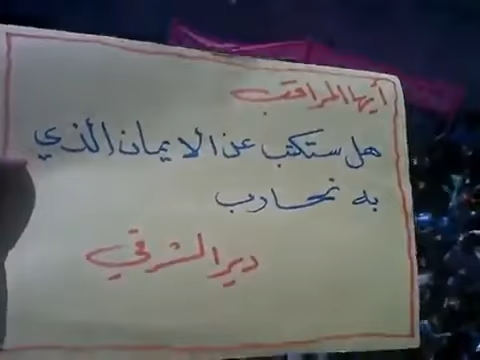 أيها المراقب
هل ستكتب عن الايمان الذي
به نحارب
دير الشرقي